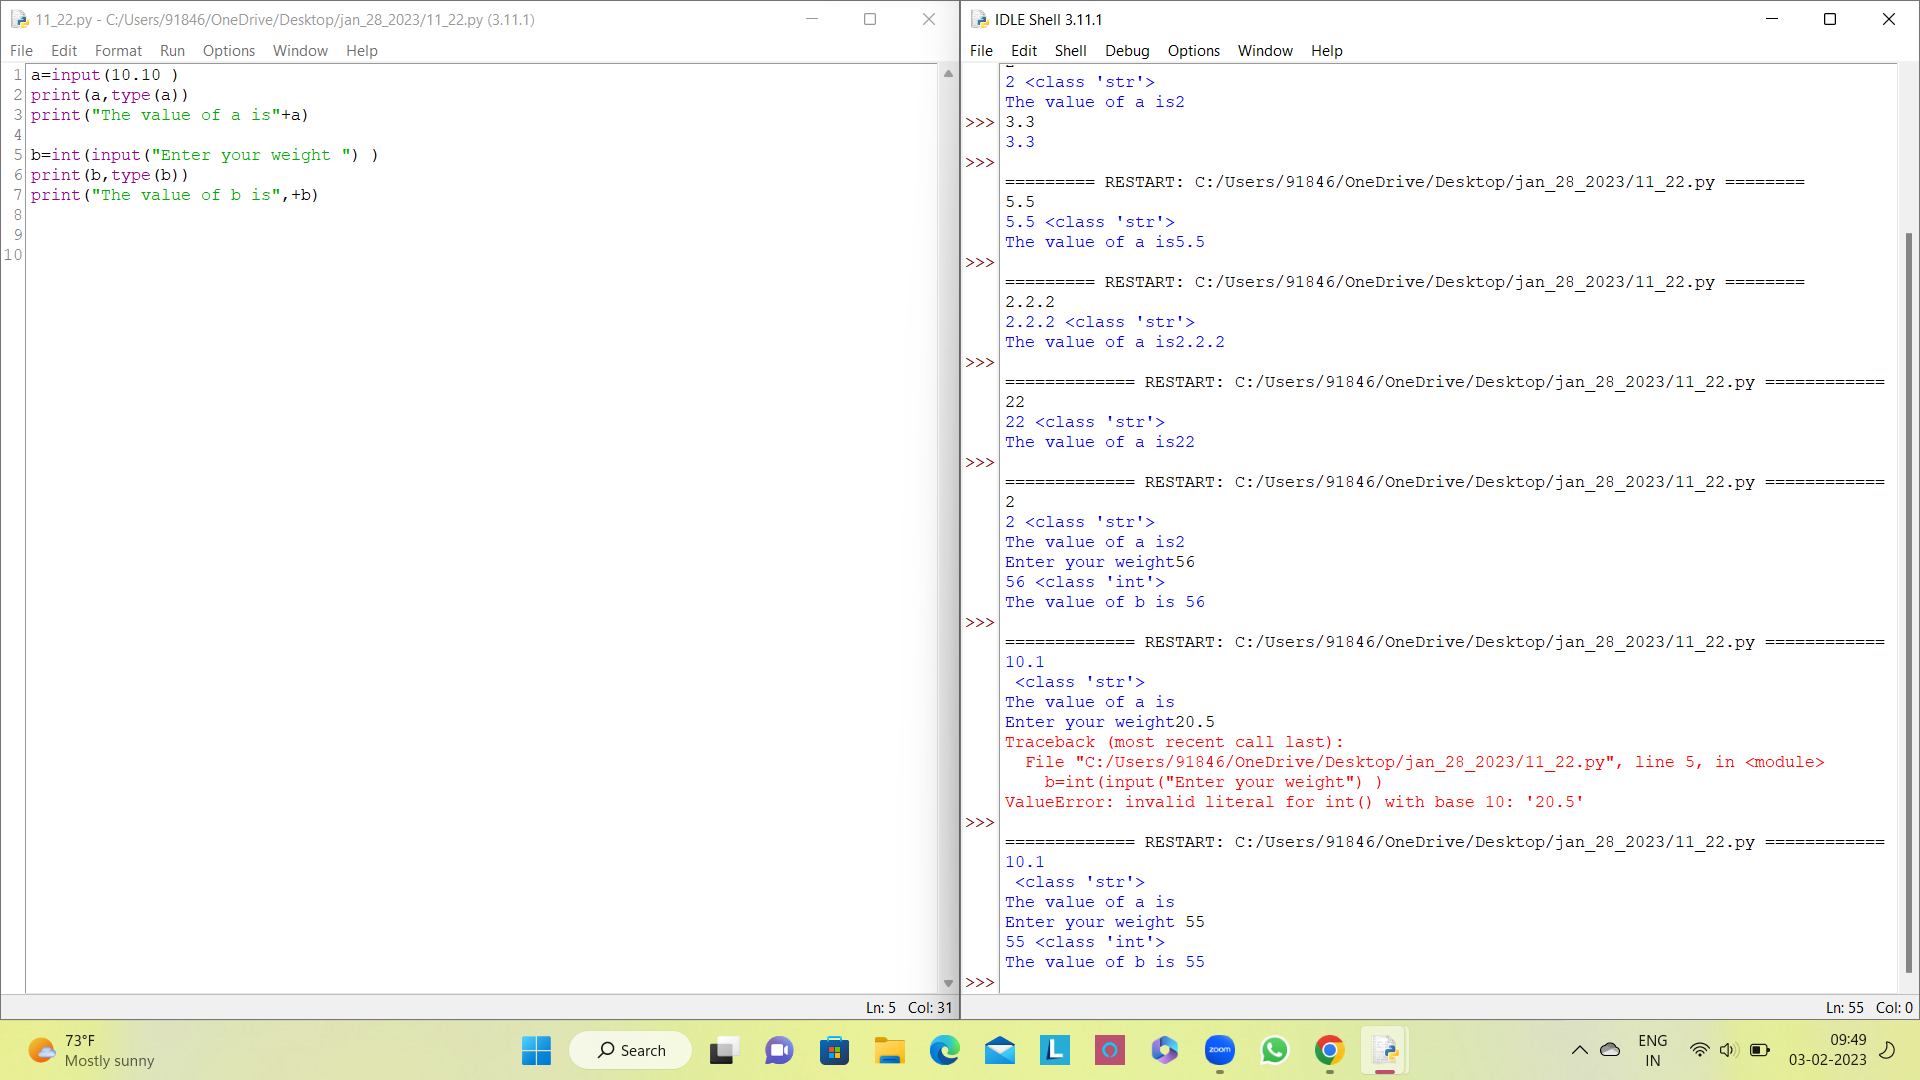 11_22.py - C:/Users/91846/OneDrive/Desktop/jan_28_2023/11_22.py (3.11.1)
File Edit Format Run Options Window Help
1 a=input(10.10 )
2 print(a,type(a))
3 print("The value of a is"+a)
4
5 b=int(input("Enter your weight ") )
6 print(b,type(b))
7 print("The value of b is",+b)
8
9
10
Ln: 5 Col: 31
IDLE Shell 3.11.1
File Edit Shell Debug Options Window Help
2 <class 'str'>
The value of a is2
>>> 3.3
3.3
>>>
========= RESTART: C:/Users/91846/OneDrive/Desktop/jan_28_2023/11_22.py ========
5.5
5.5 <class 'str'>
The value of a is5.5
>>>
========= RESTART: C:/Users/91846/OneDrive/Desktop/jan_28_2023/11_22.py ========
2.2.2
2.2.2 <class 'str'>
The value of a is2.2.2
>>>
============= RESTART: C:/Users/91846/OneDrive/Desktop/jan_28_2023/11_22.py ============
22
22 <class 'str'>
The value of a is22
>>>
============= RESTART: C:/Users/91846/OneDrive/Desktop/jan_28_2023/11_22.py ============
2
2 <class 'str'>
The value of a is2
Enter your weight56
56 <class 'int'>
The value of b is 56
>>>
============= RESTART: C:/Users/91846/OneDrive/Desktop/jan_28_2023/11_22.py ============
10.1
<class 'str'>
The value of a is
Enter your weight20.5
Traceback (most recent call last):
File "C:/Users/91846/OneDrive/Desktop/jan_28_2023/11_22.py", line 5, in <module>
b=int(input("Enter your weight") )
ValueError: invalid literal for int() with base 10: '20.5'
>>>
============= RESTART: C:/Users/91846/OneDrive/Desktop/jan_28_2023/11_22.py ============
10.1
<class 'str'>
The value of a is
Enter your weight 55
55 <class 'int'>
The value of b is 55
>>>
Ln: 55 Col: 0
73°F
Mostly sunny
Search
L
zoom
ENG
IN
09:49
03-02-2023